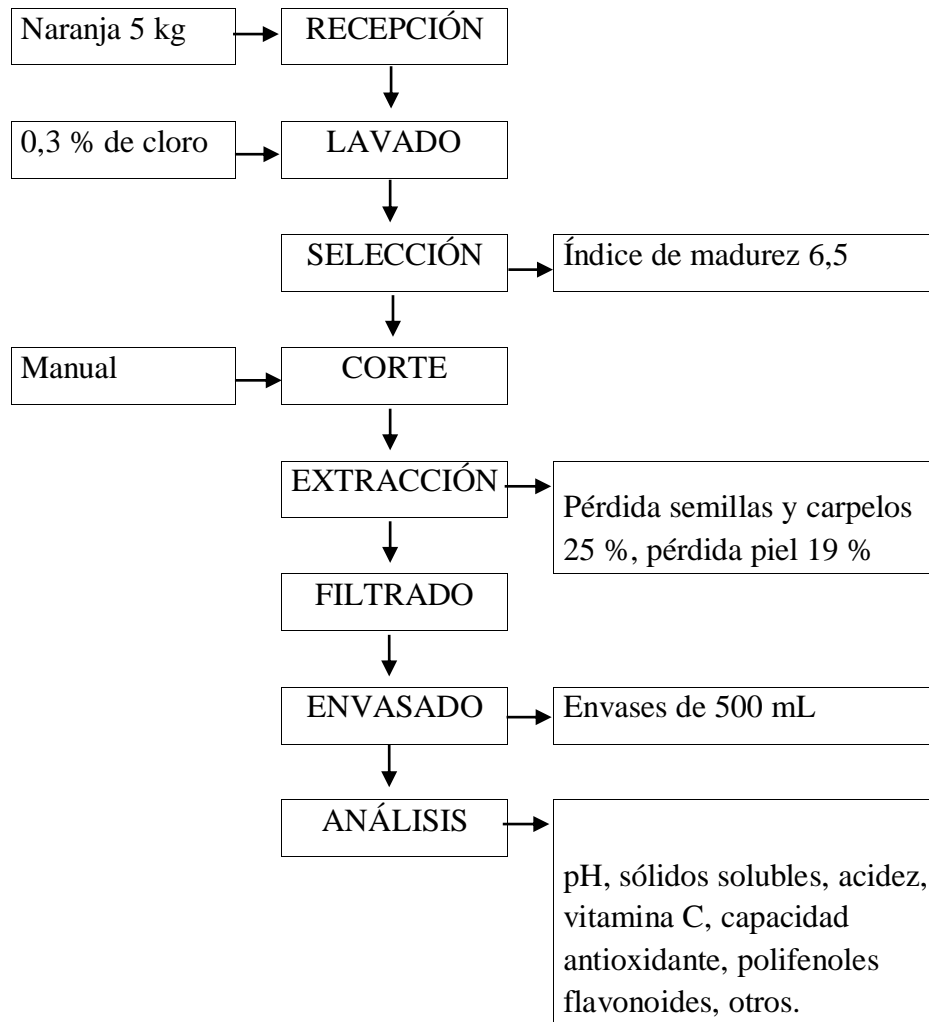 Naranja 5 kg
RECEPCIÓN
0,3 % de cloro
LAVADO
SELECCIÓN
Índice de madurez 6,5
Manual
CORTE
EXTRACCIÓN
Pérdida semillas y carpelos
25 %, pérdida piel 19 %
FILTRADO
ENVASADO
Envases de 500 mL
ANÁLISIS
pH, sólidos solubles, acidez,
vitamina C, capacidad
antioxidante, polifenoles
flavonoides, otros.